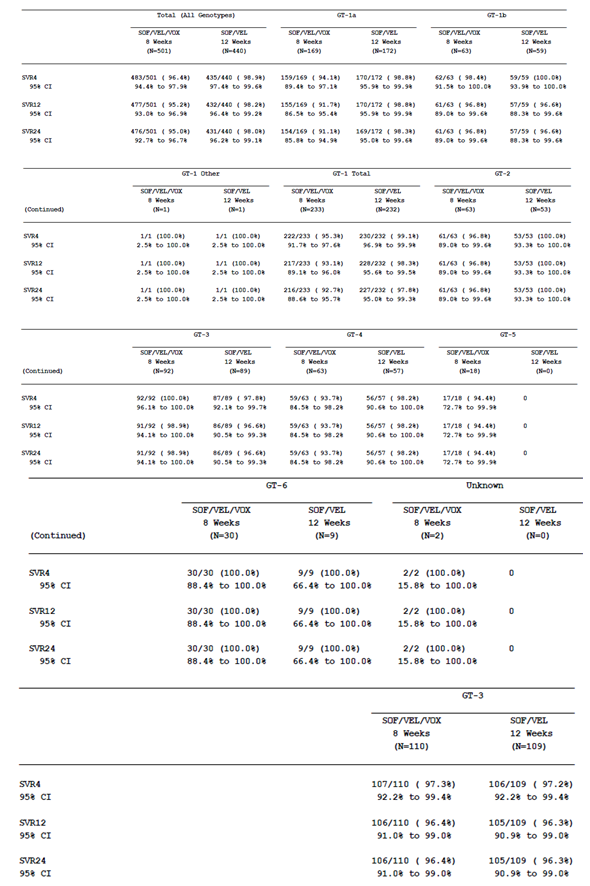 Total (All Genotypes) GT-1a GT-1b
SOF/VEL/VOX SOF/VEL SOF/VEL/VOX SOF/VEL SOF/VEL/VOX SOF/VEL
8 Weeks 12 Weeks 8 Weeks 12 Weeks 8 Weeks 12 Weeks
(N=501) (N=440) (N=169) (N=172) (N=63) (N=59)
SVR4 483/501 ( 96.4%) 435/440 ( 98.9%) 159/169 ( 94.1%) 170/172 ( 98.8%) 62/63 ( 98.4%) 59/59 (100.0%)
95% CI 94.4% to 97.9% 97.4% to 99.6% 89.4% to 97.1% 95.9% to 99.9% 91.5% to 100.0% 93.9% to 100.0%
SVR12 477/501 ( 95.2%) 432/440 ( 98.2%) 155/169 ( 91.7%) 170/172 ( 98.8%) 61/63 ( 96.8%) 57/59 ( 96.6%)
95% CI 93.0% to 96.9% 96.4% to 99.2% 86.5% to 95.4% 95.9% to 99.9% 89.0% to 99.6% 88.3% to 99.6%
SVR24 476/501 ( 95.0%) 431/440 ( 98.0%) 154/169 ( 91.1%) 169/172 ( 98.3%) 61/63 ( 96.8%) 57/59 ( 96.6%)
95% CI 92.7% to 96.7% 96.2% to 99.1% 85.8% to 94.9% 95.0% to 99.6% 89.0% to 99.6% 88.3% to 99.6%
GT-1 Other GT-1 Total GT-2
SOF/VEL/VOX SOF/VEL SOF/VEL/VOX SOF/VEL SOF/VEL/VOX SOF/VEL
8 Weeks 12 Weeks 8 Weeks 12 Weeks 8 Weeks 12 Weeks
(Continued) (N=1) (N=1) (N=233) (N=232) (N=63) (N=53)
SVR4 1/1 (100.0%) 1/1 (100.0%) 222/233 ( 95.3%) 230/232 ( 99.1%) 61/63 ( 96.8%) 53/53 (100.0%)
95% CI 2.5% to 100.0% 2.5% to 100.0% 91.7% to 97.6% 96.9% to 99.9% 89.0% to 99.6% 93.3% to 100.0%
SVR12 1/1 (100.0%) 1/1 (100.0%) 217/233 ( 93.1%) 228/232 ( 98.3%) 61/63 ( 96.8%) 53/53 (100.0%)
95% CI 2.5% to 100.0% 2.5% to 100.0% 89.1% to 96.0% 95.6% to 99.5% 89.0% to 99.6% 93.3% to 100.0%
SVR24 1/1 (100.0%) 1/1 (100.0%) 216/233 ( 92.7%) 227/232 ( 97.8%) 61/63 ( 96.8%) 53/53 (100.0%)
95% CI 2.5% to 100.0% 2.5% to 100.0% 88.6% to 95.7% 95.0% to 99.3% 89.0% to 99.6% 93.3% to 100.0%
GT-3 GT-4 GT-5
SOF/VEL/VOX SOF/VEL SOF/VEL/VOX SOF/VEL SOF/VEL/VOX SOF/VEL
8 Weeks 12 Weeks 8 Weeks 12 Weeks 8 Weeks 12 Weeks
(Continued) (N=92) (N=89) (N=63) (N=57) (N=18) (N=0)
SVR4 92/92 (100.0%) 87/89 ( 97.8%) 59/63 ( 93.7%) 56/57 ( 98.2%) 17/18 ( 94.4%) 0
95% CI 96.1% to 100.0% 92.1% to 99.7% 84.5% to 98.2% 90.6% to 100.0% 72.7% to 99.9%
SVR12 91/92 ( 98.9%) 86/89 ( 96.6%) 59/63 ( 93.7%) 56/57 ( 98.2%) 17/18 ( 94.4%) 0
95% CI 94.1% to 100.0% 90.5% to 99.3% 84.5% to 98.2% 90.6% to 100.0% 72.7% to 99.9%
SVR24 91/92 ( 98.9%) 86/89 ( 96.6%) 59/63 ( 93.7%) 56/57 ( 98.2%) 17/18 ( 94.4%) 0
95% CI 94.1% to 100.0% 90.5% to 99.3% 84.5% to 98.2% 90.6% to 100.0% 72.7% to 99.9%
GT-6 Unknown
SOF/VEL/VOX SOF/VEL SOF/VEL/VOX SOF/VEL
8 Weeks 12 Weeks 8 Weeks 12 Weeks
(Continued) (N=30) (N=9) (N=2) (N=0)
SVR4 30/30 (100.0%) 9/9 (100.0%) 2/2 (100.0%) 0
95% CI 88.4% to 100.0% 66.4% to 100.0% 15.8% to 100.0%
SVR12 30/30 (100.0%) 9/9 (100.0%) 2/2 (100.0%) 0
95% CI 88.4% to 100.0% 66.4% to 100.0% 15.8% to 100.0%
SVR24 30/30 (100.0%) 9/9 (100.0%) 2/2 (100.0%) 0
95% CI 88.4% to 100.0% 66.4% to 100.0% 15.8% to 100.0%
GT-3
SOF/VEL/VOX SOF/VEL
8 Weeks 12 Weeks
(N=110) (N=109)
SVR4 107/110 ( 97.3%) 106/109 ( 97.2%)
95% CI 92.2% to 99.4% 92.2% to 99.4%
SVR12 106/110 ( 96.4%) 105/109 ( 96.3%)
95% CI 91.0% to 99.0% 90.9% to 99.0%
SVR24 106/110 ( 96.4%) 105/109 ( 96.3%)
95% CI 91.0% to 99.0% 90.9% to 99.0%